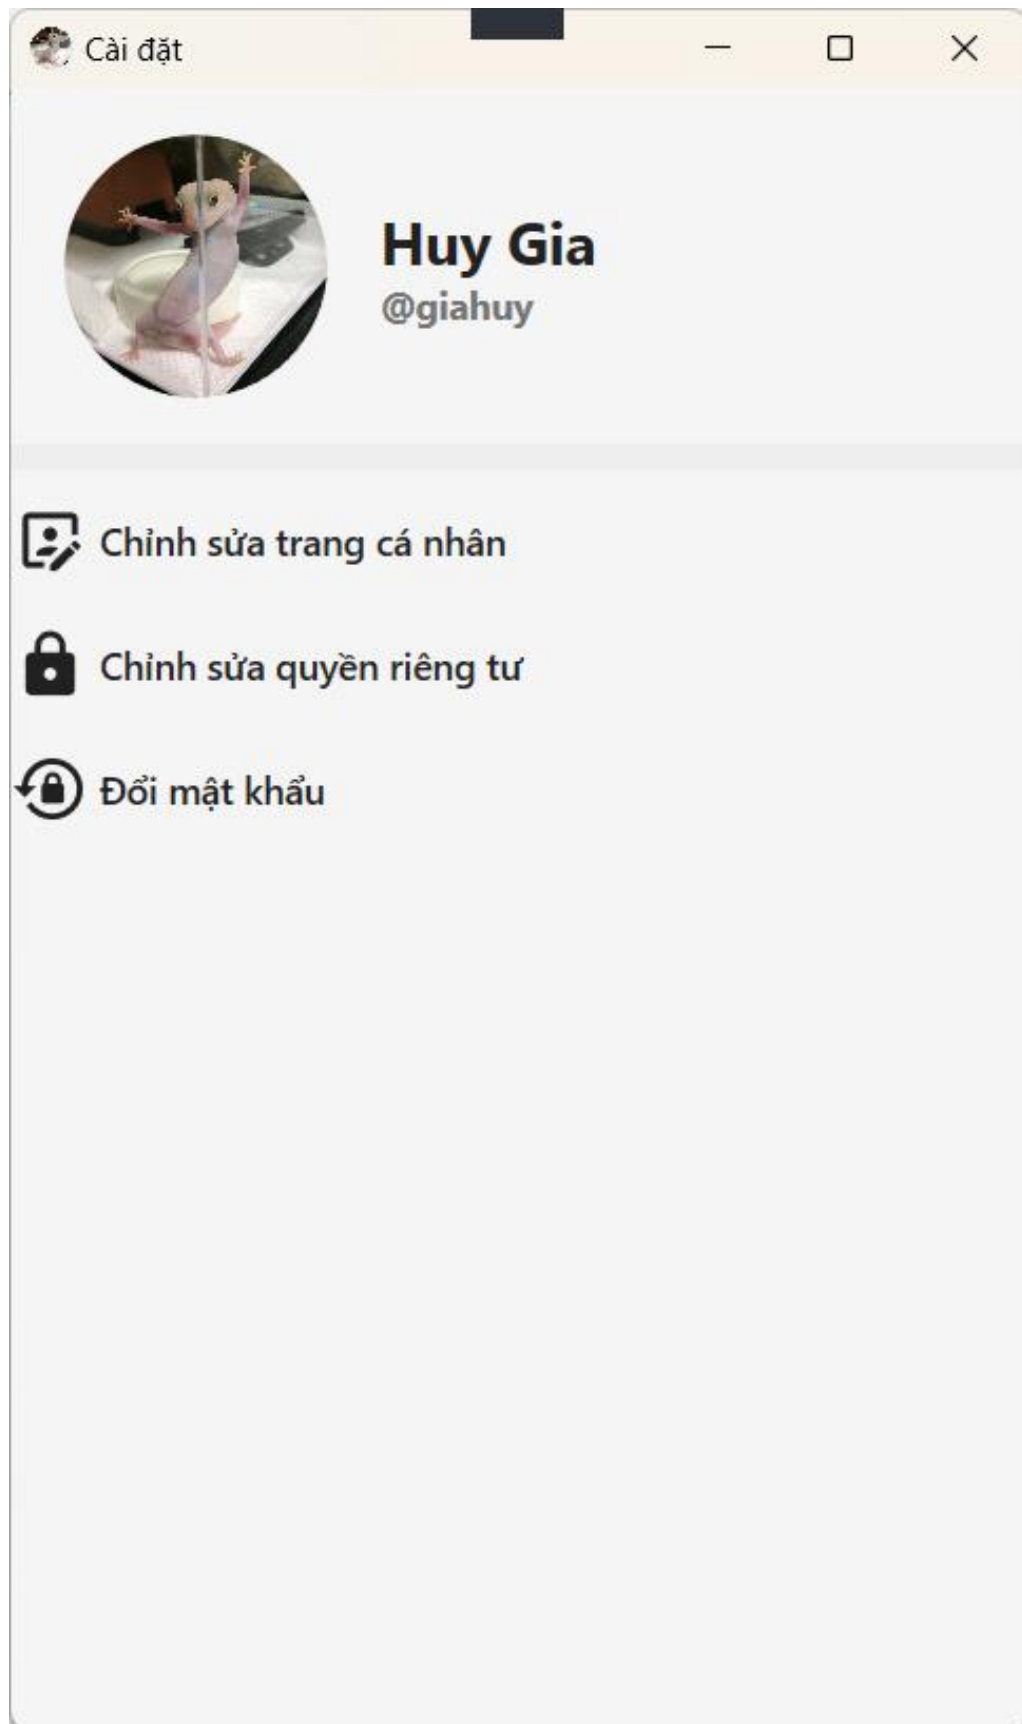 Cài đặt
Huy Gia
@giahuy
Chỉnh sửa trang cá nhân
Chỉnh sửa quyền riêng tư
Đổi mật khẩu